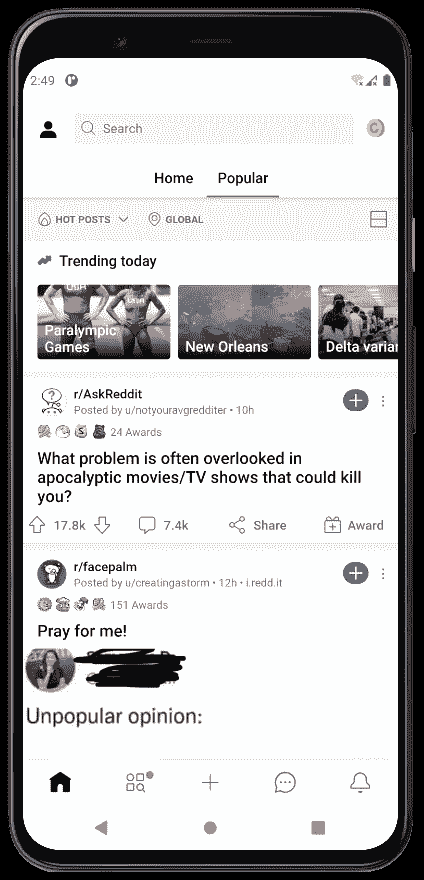 2:49
Search
Home Popular
HOT POSTS GLOBAL
Trending today
Paralympic
Games
New Orleans
Delta varian
r/AskReddit
Posted by u/notyouravgredditer • 10h
24 Awards
What problem is often overlooked in
apocalyptic movies/TV shows that could kill
you?
17.8k 7.4k Share Award
r/facepalm
Posted by u/creatingastorm • 12h • i.redd.it
151 Awards
Pray for me!
Unpopular opinion: